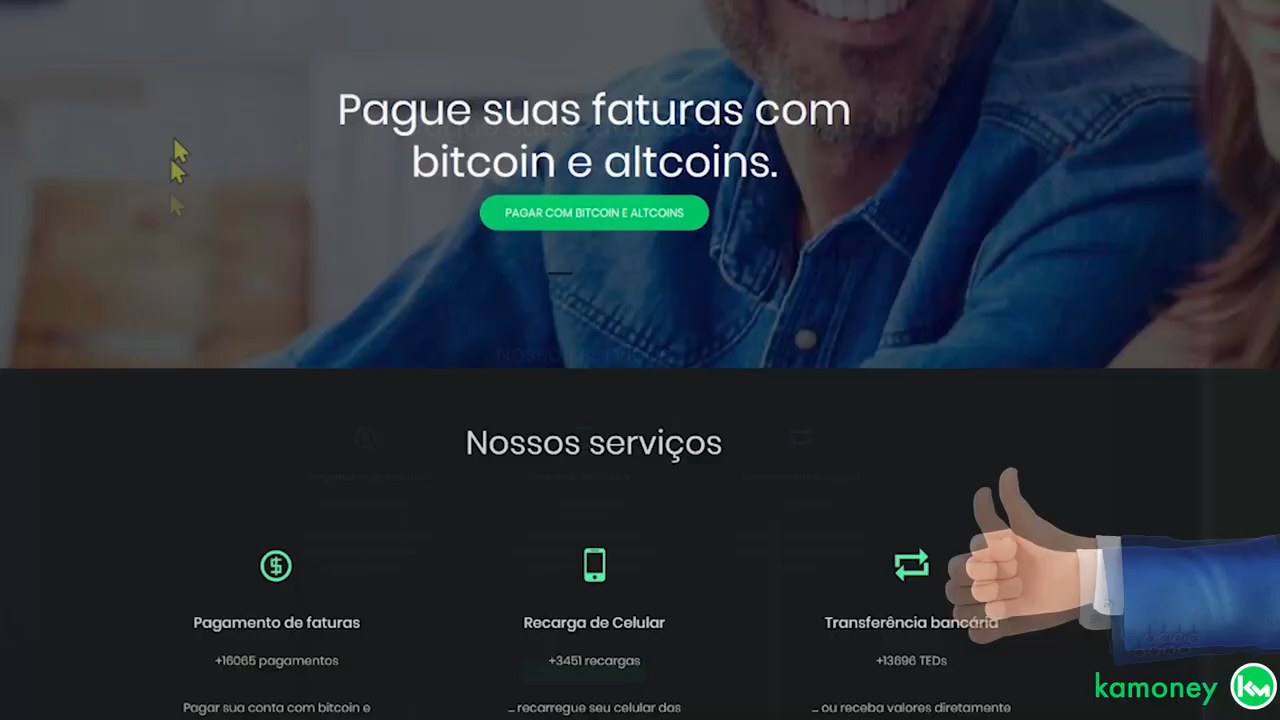 Pague suas faturas com
bitcoin e altcoins.
PAGAR COM BITCOIN E ALTCOINS
Nossos serviços
Pagamento de faturas
Recarga de Celular
Transferência bancária
+16065 pagamentos
+3451 recargas
+13696 TEDs
Pagar sua conta com bitcoin e
... recarregue seu celular das
... ou receba valores diretamente
kamoney